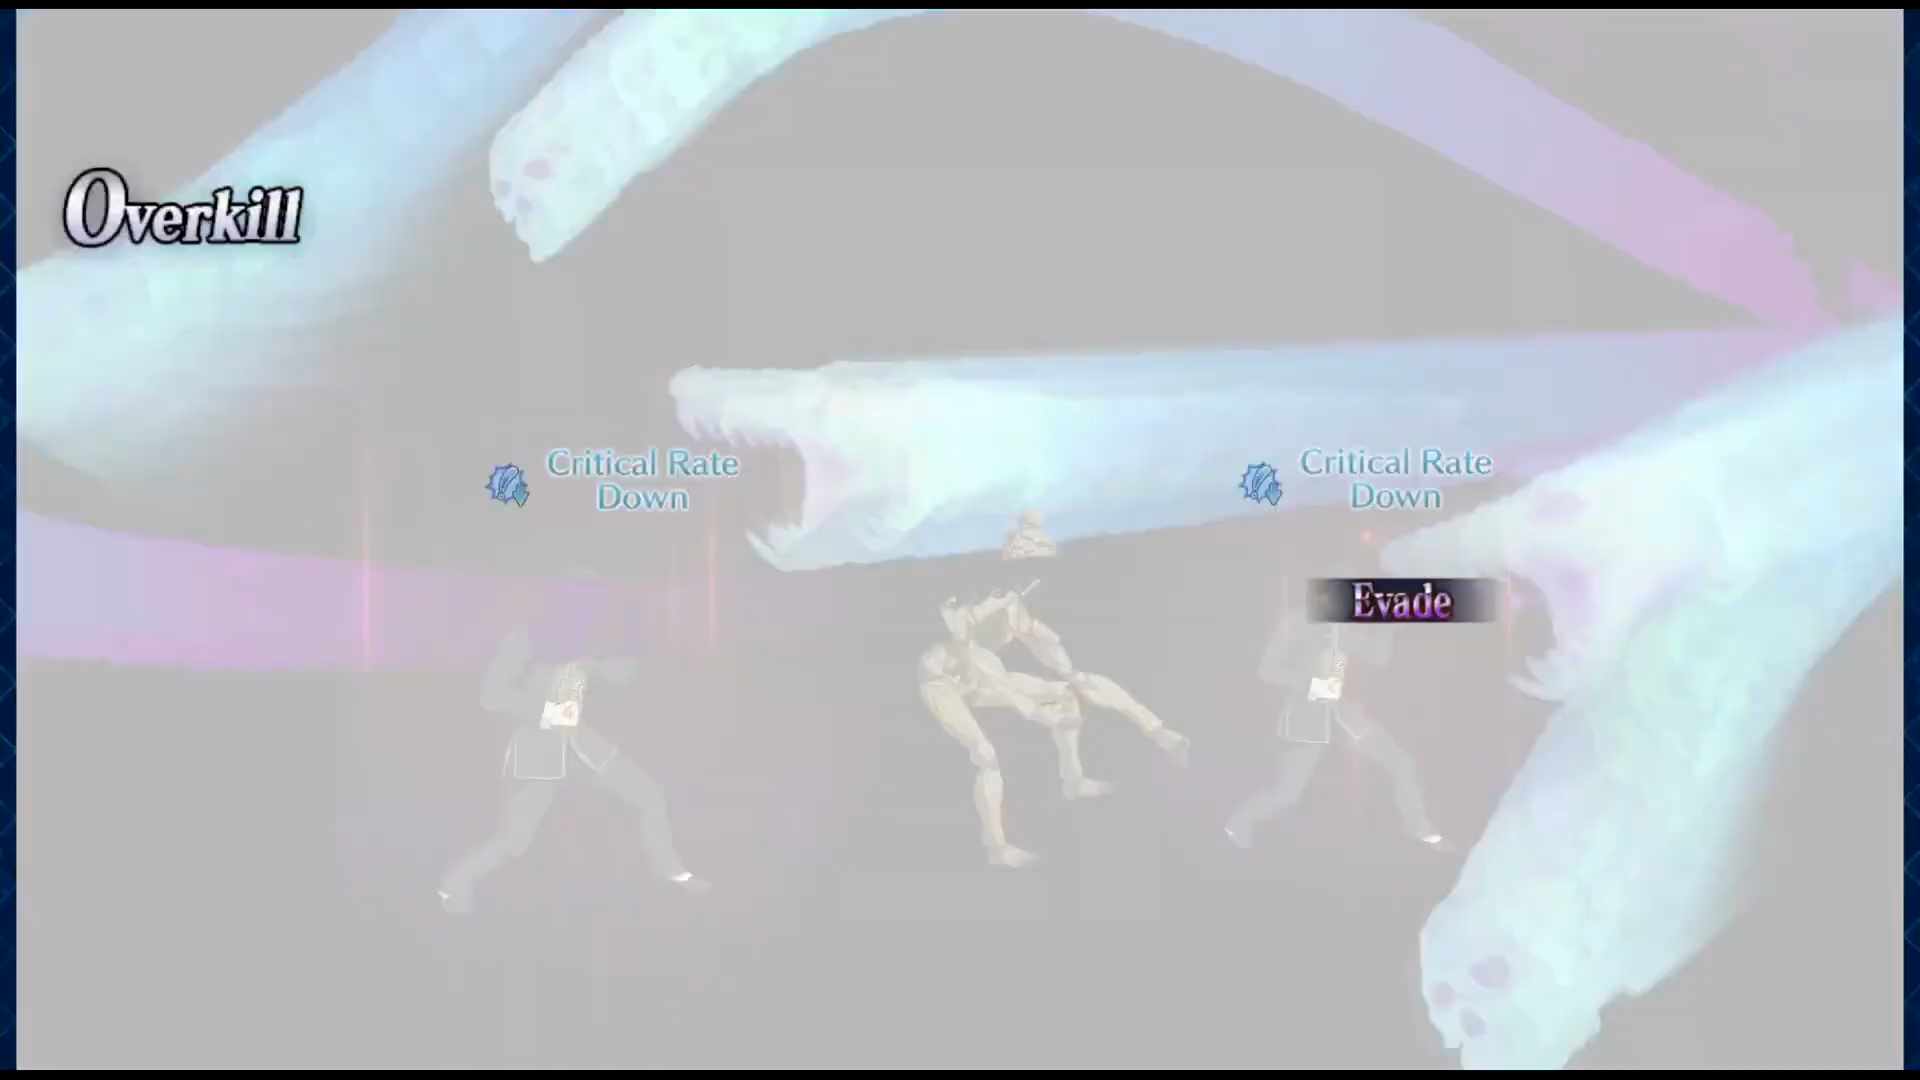 Overkill
Critical Rate
Down
Critical Rate
Down
Evade